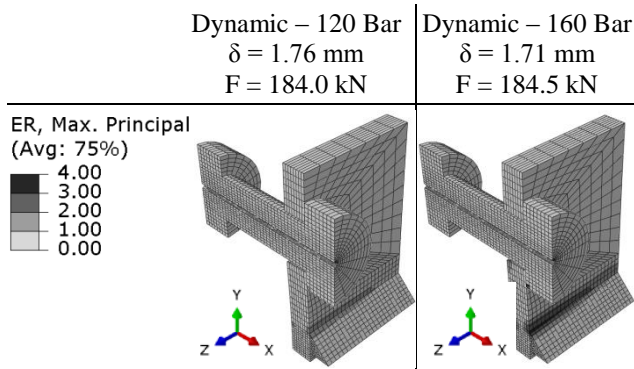 Dynamic – 120 Bar
δ = 1.76 mm
F = 184.0 kN
Dynamic – 160 Bar
δ = 1.71 mm
F = 184.5 kN
ER, Max. Principal
(Avg: 75%)
4.00
3.00
2.00
1.00
0.00
Y
Z
X
Y
Z
X